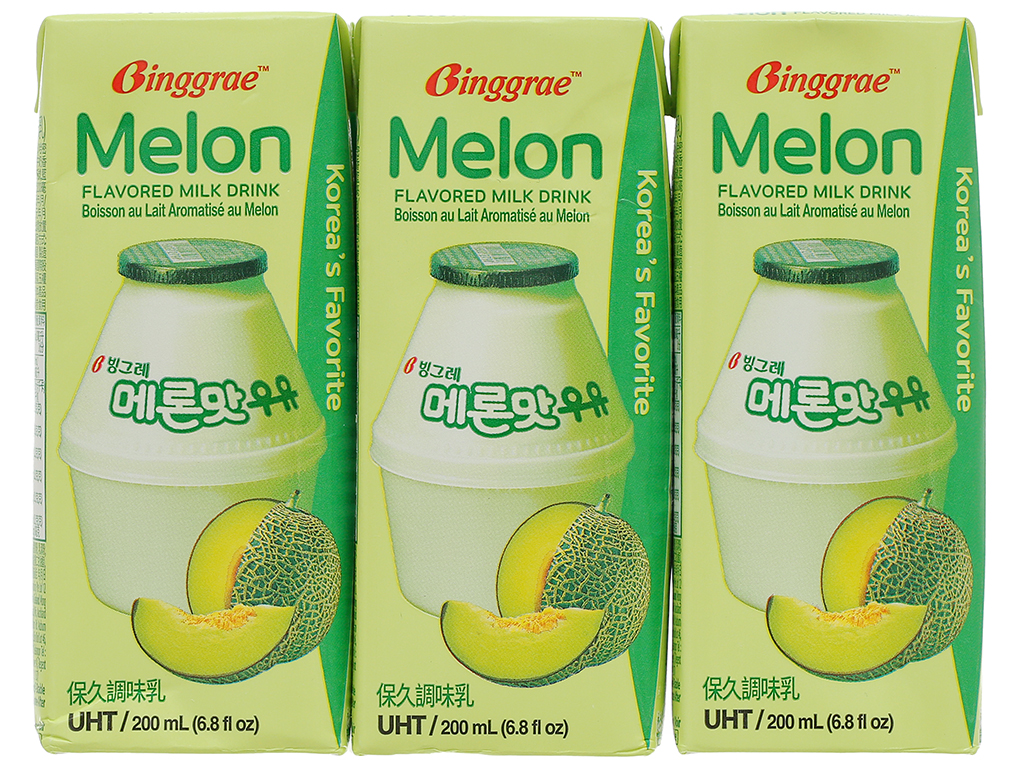 Binggrae™
Melon
FLAVORED MILK DRINK
Boisson au Lait Aromatisé au Melon
Korea's Favorite
빙그레
메론맛우유
保久調味乳
UHT / 200 mL (6.8 fl oz)
Binggrae™
Melon
FLAVORED MILK DRINK
Boisson au Lait Aromatisé au Melon
Korea's Favorite
빙그레
메론맛우유
保久調味乳
UHT / 200 mL (6.8 fl oz)
Binggrae™
Melon
FLAVORED MILK DRINK
Boisson au Lait Aromatisé au Melon
Korea's Favorite
빙그레
메론맛우유
保久調味乳
UHT / 200 mL (6.8 fl oz)